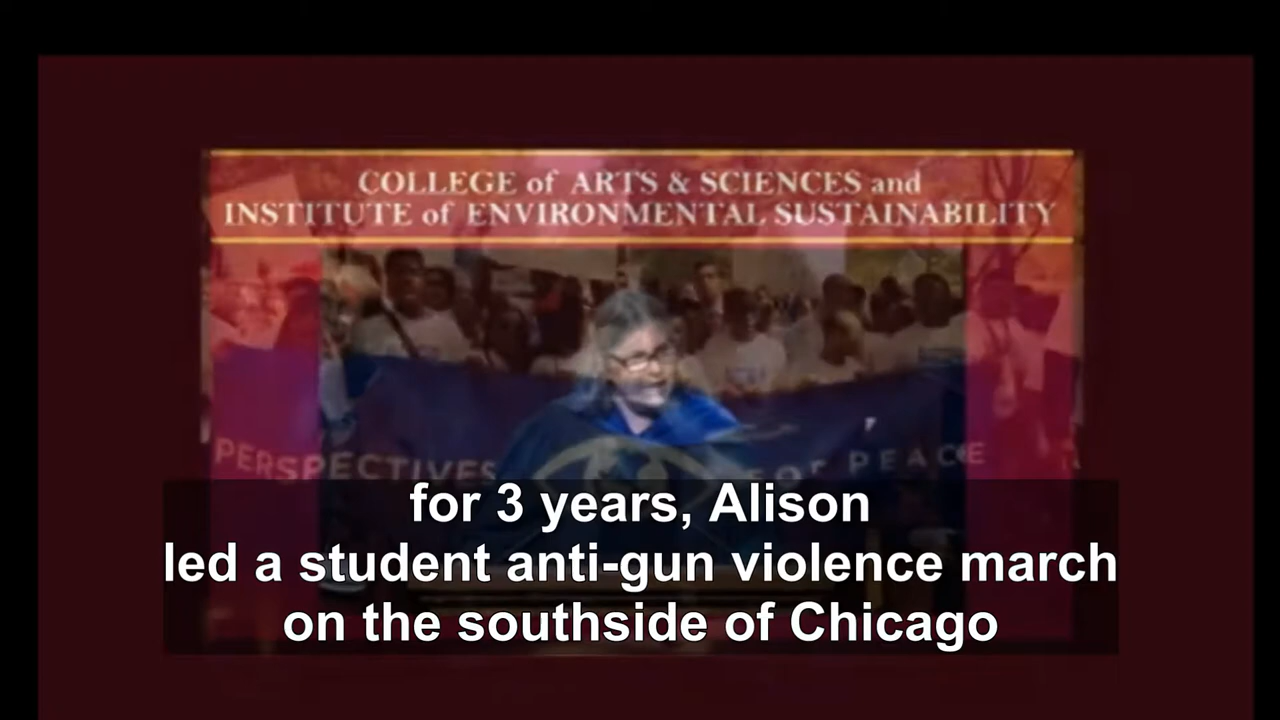 COLLEGE of ARTS & SCIENCES and
INSTITUTE of ENVIRONMENTAL SUSTAINABILITY
PERSPECTIVES OF PEACE
for 3 years, Alison
led a student anti-gun violence march
on the southside of Chicago